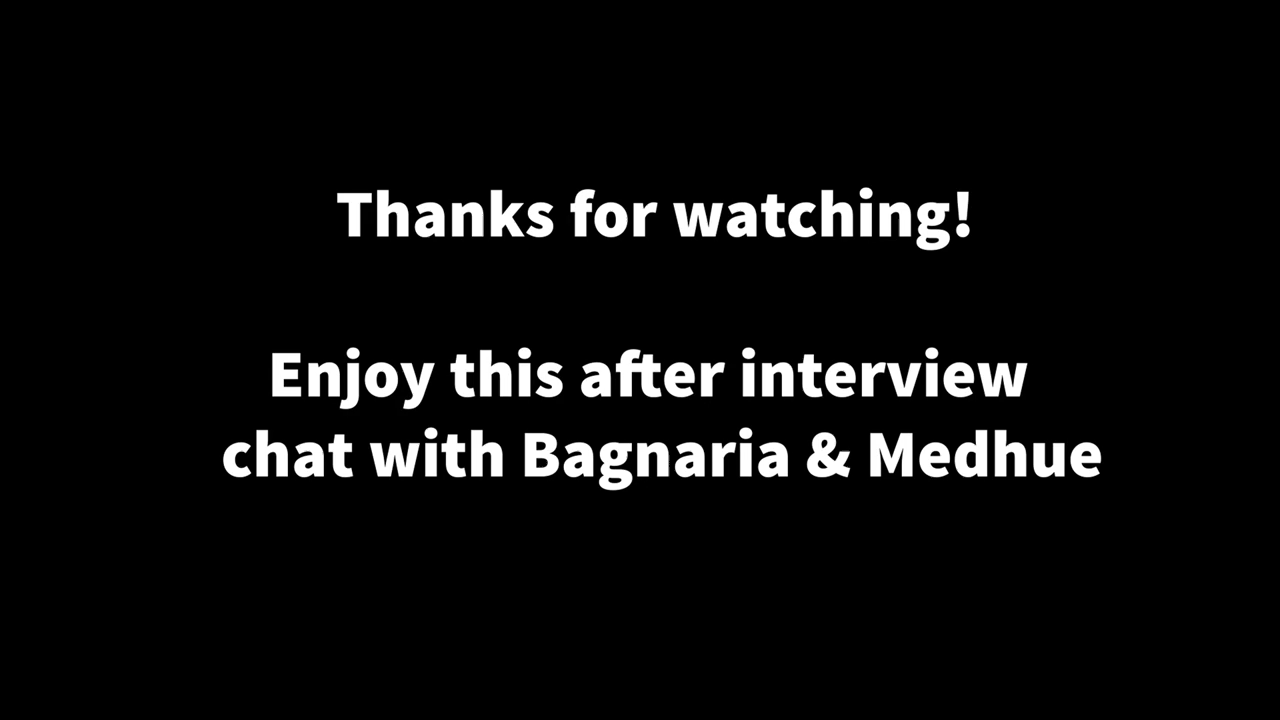 Thanks for watching!
Enjoy this after interview
chat with Bagnaria & Medhue